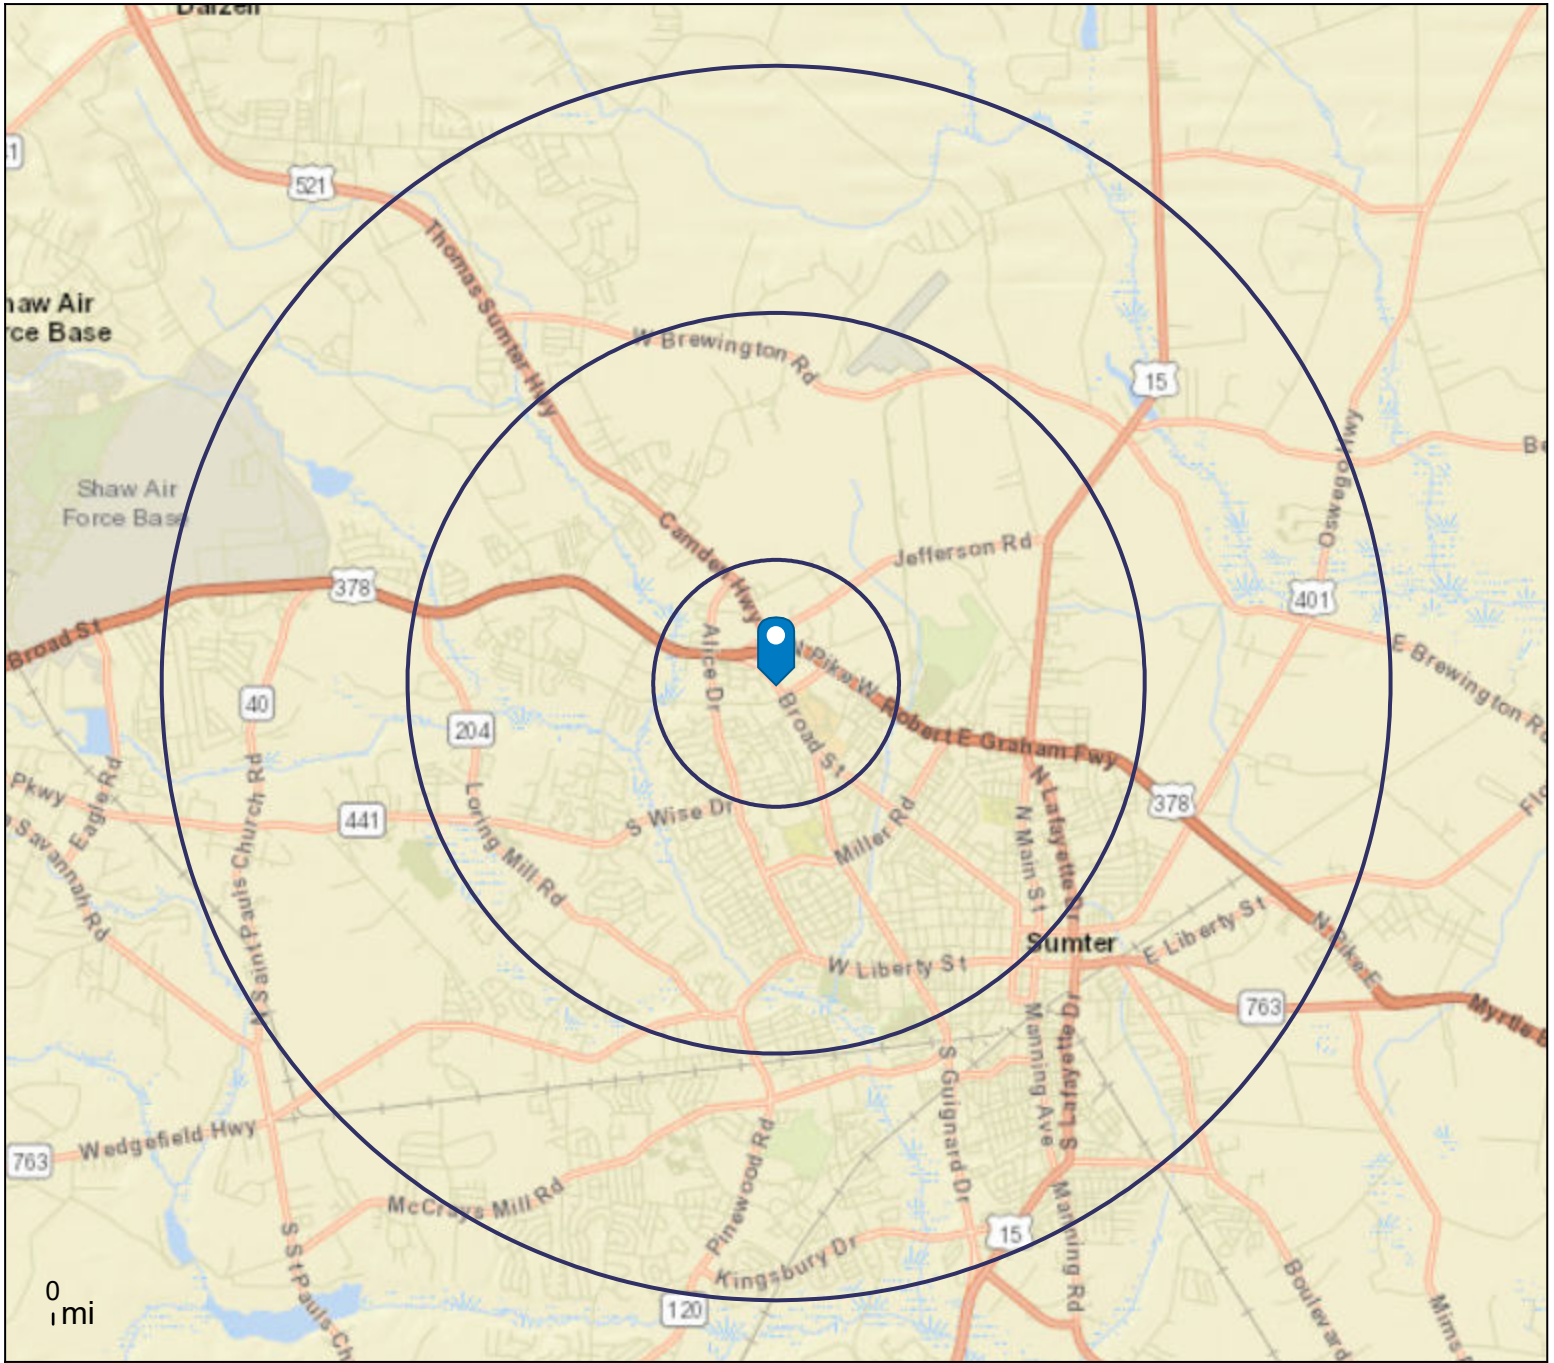 Dalzell
521
Thomas Sumter Hwy
haw Air
rce Base
W Brewington Rd
15
Oswego Hwy
Shaw Air
Force Base
Camden Hwy
Jefferson Rd
378
401
Broad St
Alice Dr
N Pike W
E Brewington Rd
40
204
Broad St
Robert E Graham Fwy
Pkwy
Eagle Rd
N Saint Pauls Church Rd
441
Loring Mill Rd
S Wise Dr
Miller Rd
N Main St
N Lafayette Dr
378
Savannah Rd
Sumter
W Liberty St
E Liberty St
N Pike E
763
Myrtle B
Manning Ave
S Lafayette Dr
S Guignard Dr
763
Wedgefield Hwy
McCrays Mill Rd
Pinewood Rd
Kingsbury Dr
15
Manning Rd
S St Pauls Ch
120
Boulevard
Mims
0
mi